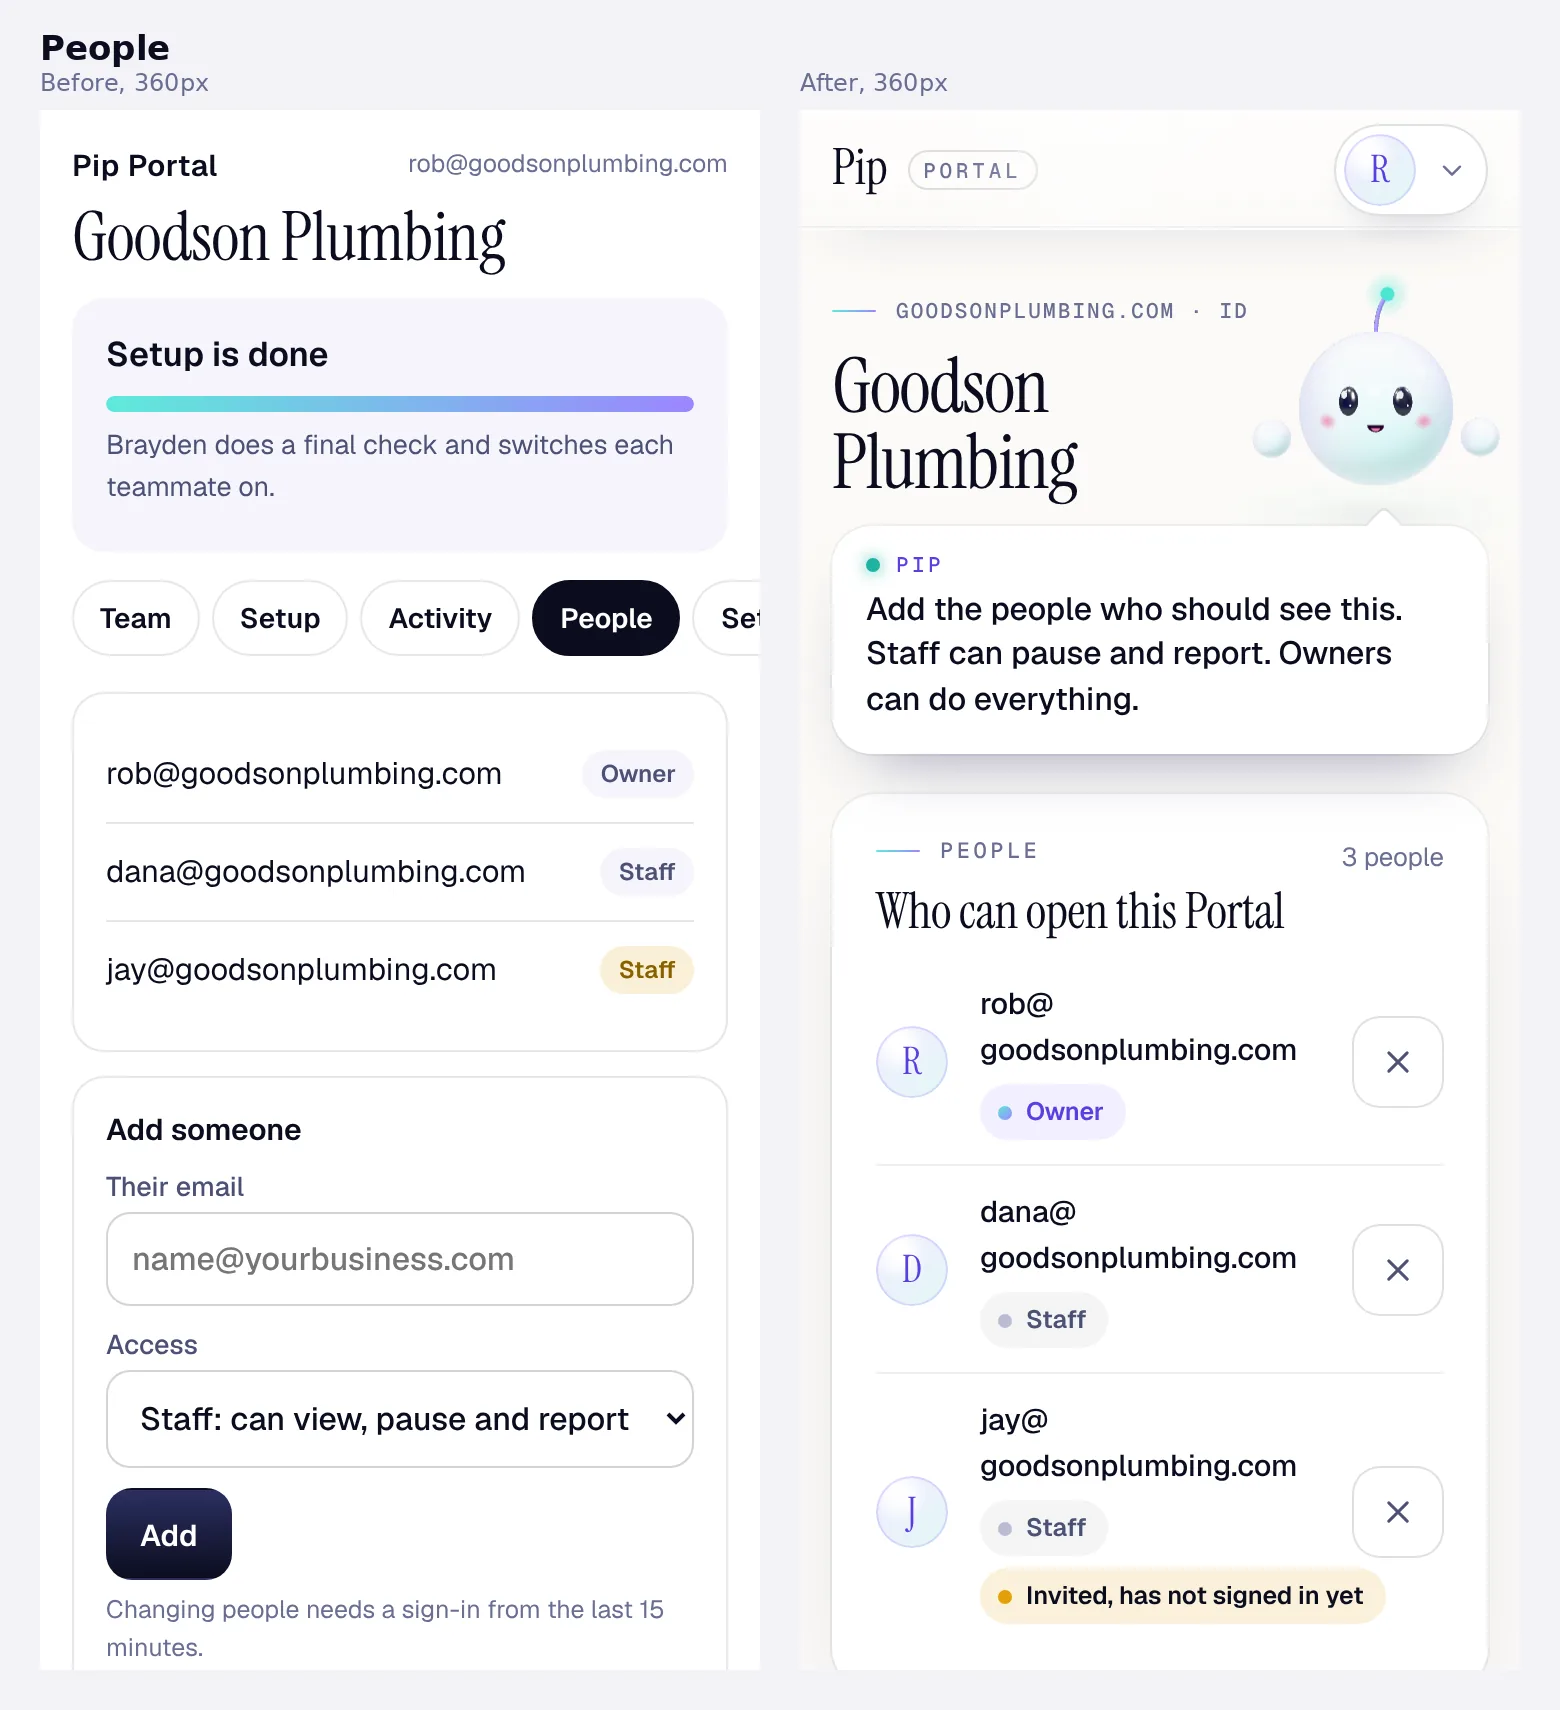 People
Before, 360px
Pip Portal
rob@goodsonplumbing.com
Goodson Plumbing
Setup is done
Brayden does a final check and switches each
teammate on.
Team
Setup
Activity
People
Set
rob@goodsonplumbing.com
Owner
dana@goodsonplumbing.com
Staff
jay@goodsonplumbing.com
Staff
Add someone
Their email
name@yourbusiness.com
Access
Staff: can view, pause and report
Add
Changing people needs a sign-in from the last 15
minutes.
After, 360px
Pip
PORTAL
R
GOODSONPLUMBING.COM · ID
Goodson
Plumbing
PIP
Add the people who should see this.
Staff can pause and report. Owners
can do everything.
PEOPLE
3 people
Who can open this Portal
R
rob@
goodsonplumbing.com
Owner
D
dana@
goodsonplumbing.com
Staff
J
jay@
goodsonplumbing.com
Staff
Invited, has not signed in yet